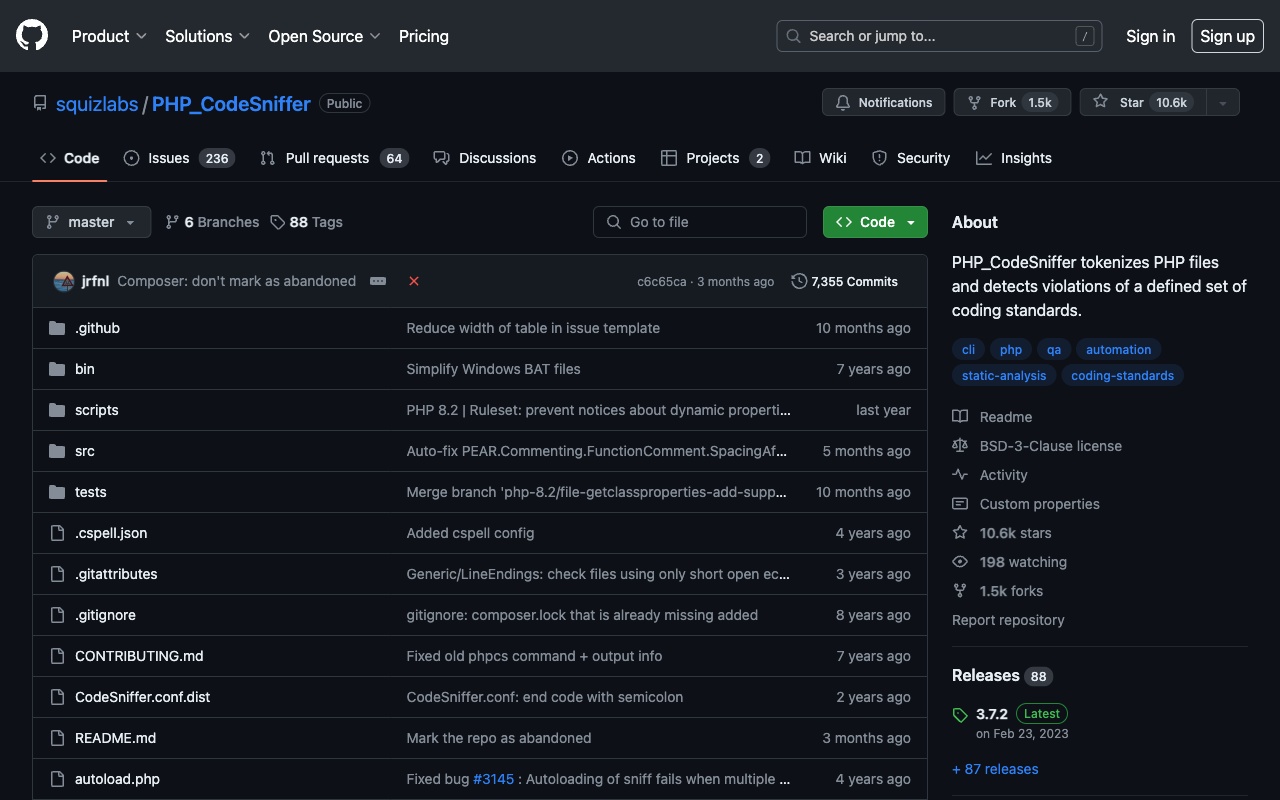 Product Solutions Open Source Pricing Search or jump to... / Sign in Sign up
squizlabs / PHP_CodeSniffer Public Notifications Fork 1.5k Star 10.6k
Code Issues 236 Pull requests 64 Discussions Actions Projects 2 Wiki Security Insights
master 6 Branches 88 Tags Go to file Code
jrfnl Composer: don't mark as abandoned c6c65ca · 3 months ago 7,355 Commits
.github Reduce width of table in issue template 10 months ago
bin Simplify Windows BAT files 7 years ago
scripts PHP 8.2 | Ruleset: prevent notices about dynamic properti... last year
src Auto-fix PEAR.Commenting.FunctionComment.SpacingAf... 5 months ago
tests Merge branch 'php-8.2/file-getclassproperties-add-supp... 10 months ago
.cspell.json Added cspell config 4 years ago
.gitattributes Generic/LineEndings: check files using only short open ec... 3 years ago
.gitignore gitignore: composer.lock that is already missing added 8 years ago
CONTRIBUTING.md Fixed old phpcs command + output info 7 years ago
CodeSniffer.conf.dist CodeSniffer.conf: end code with semicolon 2 years ago
README.md Mark the repo as abandoned 3 months ago
autoload.php Fixed bug #3145 : Autoloading of sniff fails when multiple ... 4 years ago
About
PHP_CodeSniffer tokenizes PHP files
and detects violations of a defined set of
coding standards.
cli php qa automation
static-analysis coding-standards
Readme
BSD-3-Clause license
Activity
Custom properties
10.6k stars
198 watching
1.5k forks
Report repository
Releases 88
3.7.2 Latest
on Feb 23, 2023
+ 87 releases